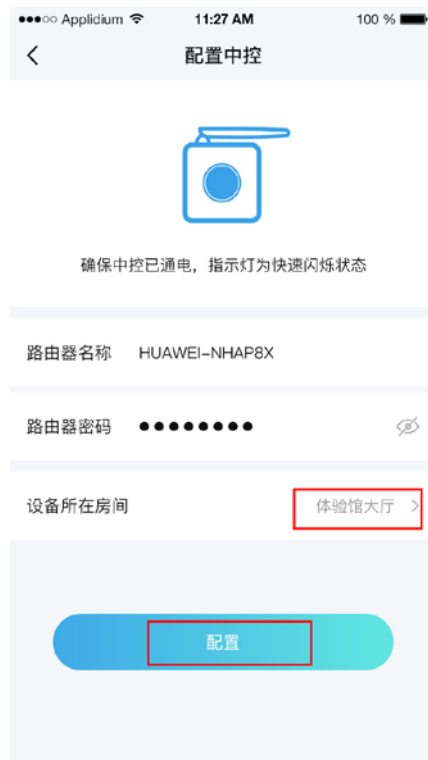 ●●●○○ Applidium 11:27 AM 100 %
配置中控
确保中控已通电，指示灯为快速闪烁状态
路由器名称 HUAWEI-NHAP8X
路由器密码 ●●●●●●●●
设备所在房间 体验馆大厅 >
配置